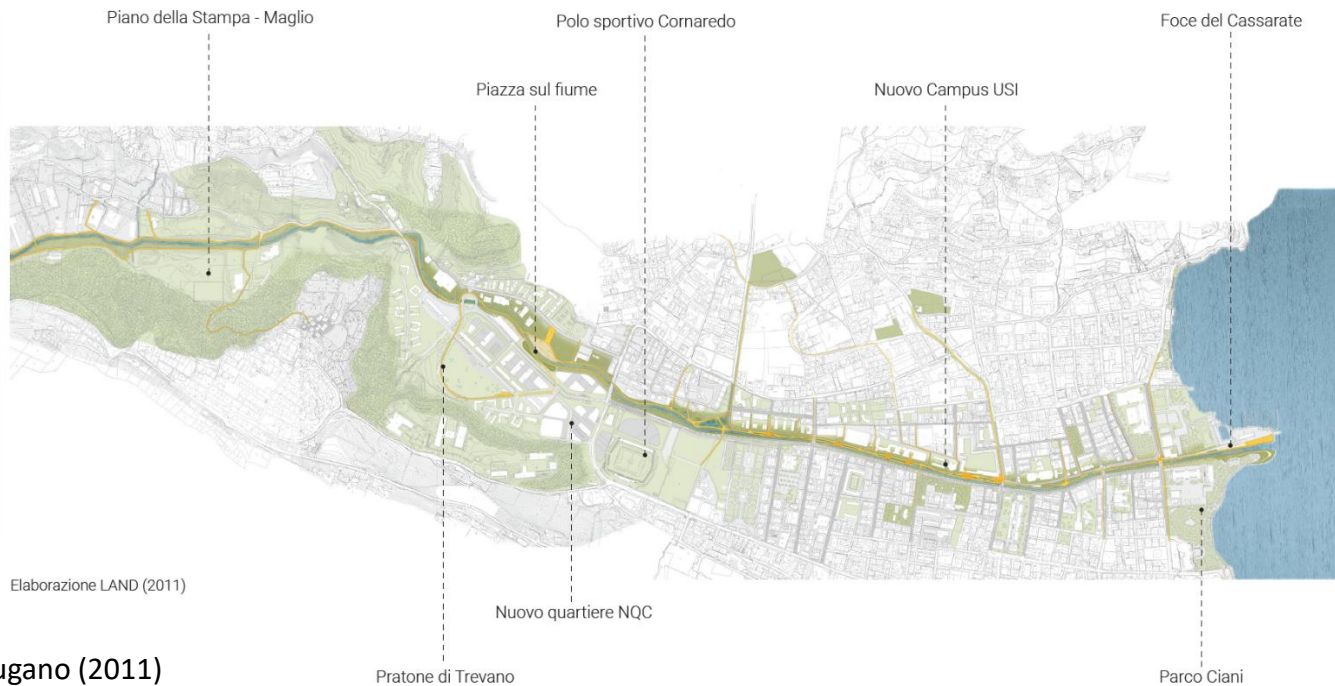 Piano della Stampa - Maglio
Polo sportivo Cornaredo
Foce del Cassarate
Piazza sul fiume
Nuovo Campus USI
Elaborazione LAND (2011)
Nuovo quartiere NQC
(2011)
Pratone di Trevano
Parco Ciani